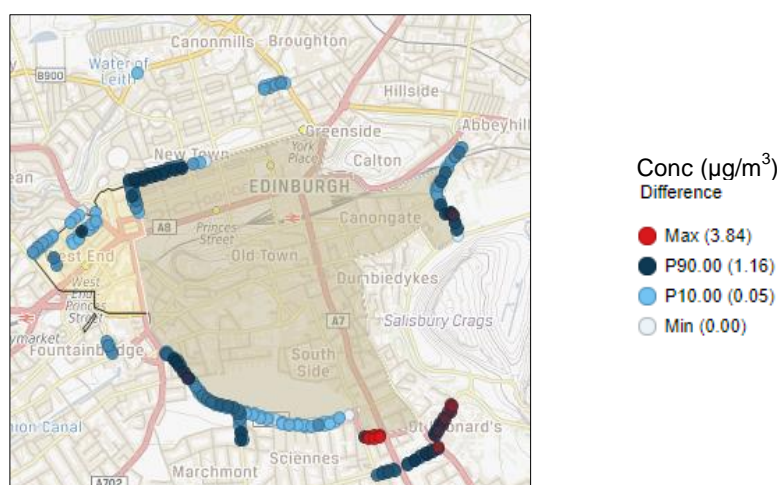 Canonmills
Broughton
Water of
Leith
B900
Hillside
Greenside
Abbeyhill
York
Place
New Town
Calton
EDINBURGH
Canongate
A8
Princes
Street
Old Town
West End
West
End
Princes
Street
Dumbiedykes
A7
Salisbury Crags
ymarket
Fountainbridge
South
Side
St Leonard's
ion Canal
Sciennes
Marchmont
A702
Conc (µg/m³)
Difference
Max (3.84)
P90.00 (1.16)
P10.00 (0.05)
Min (0.00)